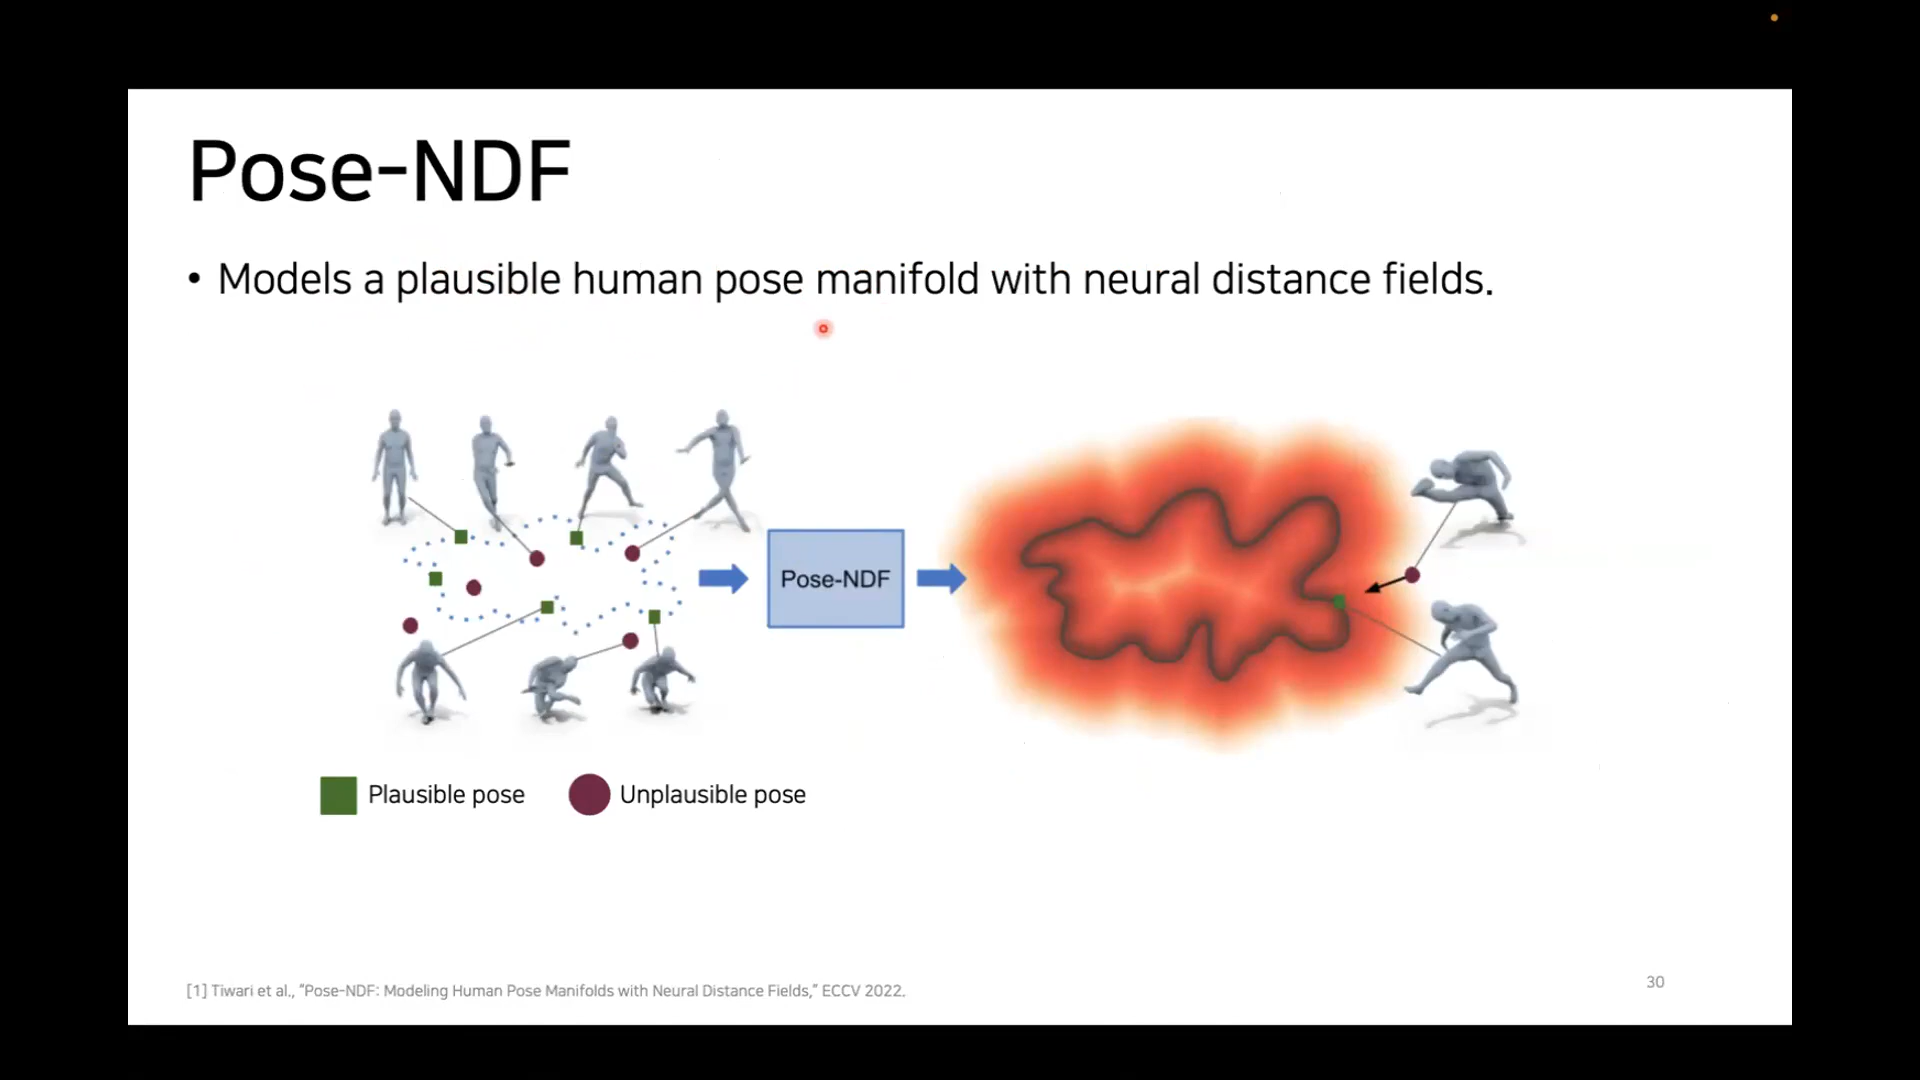 Pose-NDF
• Models a plausible human pose manifold with neural distance fields.
Pose-NDF
Plausible pose
Unplausible pose
[1] Tiwari et al., “Pose-NDF: Modeling Human Pose Manifolds with Neural Distance Fields,” ECCV 2022.
30